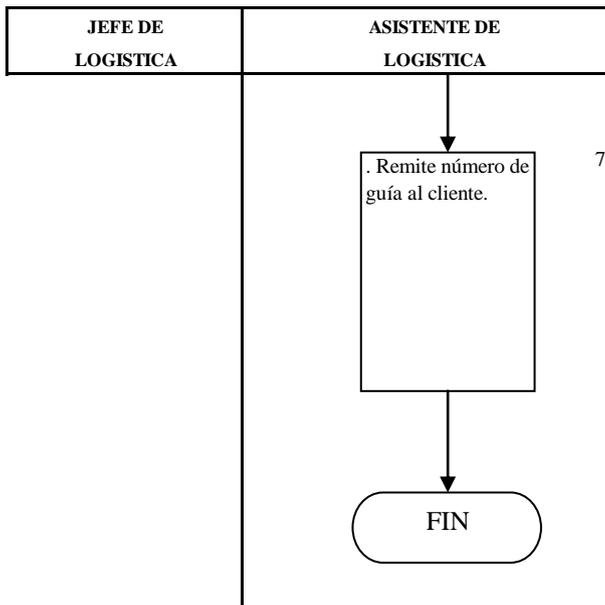 JEFE DE
LOGISTICA
ASISTENTE DE
LOGISTICA
. Remite número de
guía al cliente.
7
FIN